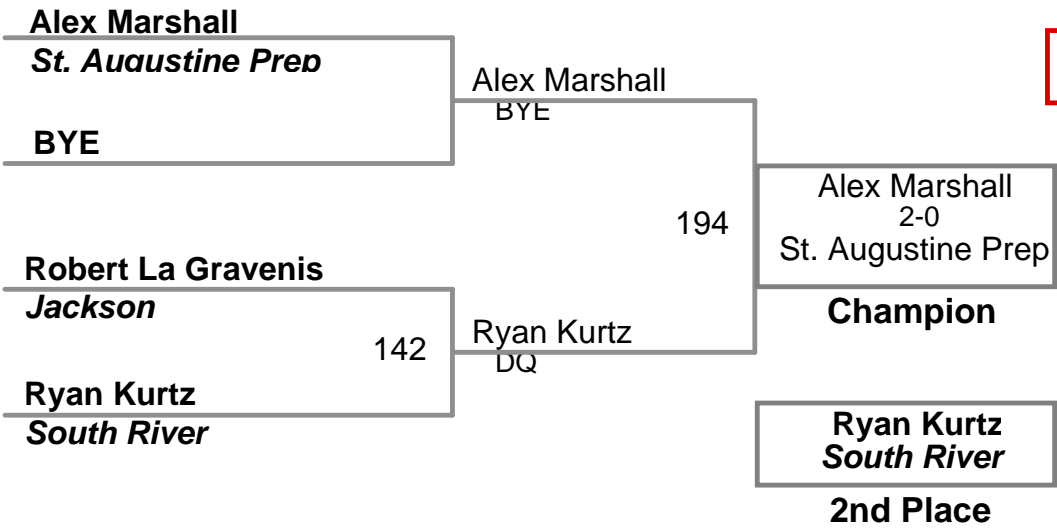 Alex Marshall
St. Augustine Prep
BYE
Alex Marshall
BYE
Robert La Gravenis
Jackson
142
Ryan Kurtz
South River
Ryan Kurtz
DQ
194
Alex Marshall
2-0
St. Augustine Prep
Champion
Ryan Kurtz
South River
2nd Place